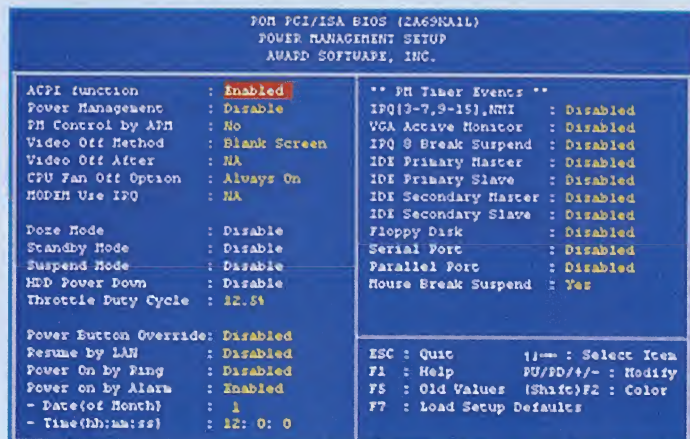 ROM PCI/ISA BIOS (2A69KA1L)
POWER MANAGEMENT SETUP
AWARD SOFTWARE, INC.
ACPI function : Enabled
Power Management : Disable
PM Control by APM : No
Video Off Method : Blank Screen
Video Off After : NA
CPU Fan Off Option : Always On
MODEM Use IRQ : NA
Doze Mode : Disable
Standby Mode : Disable
Suspend Mode : Disable
HDD Power Down : Disable
Throttle Duty Cycle : 12.5%
Power Button Override: Disabled
Resume by LAN : Disabled
Power On by Ring : Disabled
Power on by Alarm : Enabled
- Date(of Month) : 1
- Time(hh:mm:ss) : 12: 0: 0
** PM Timer Events **
IRQ[3-7,9-15],NMI : Disabled
VGA Active Monitor : Disabled
IRQ 8 Break Suspend : Disabled
IDE Primary Master : Disabled
IDE Primary Slave : Disabled
IDE Secondary Master : Disabled
IDE Secondary Slave : Disabled
Floppy Disk : Disabled
Serial Port : Disabled
Parallel Port : Disabled
Mouse Break Suspend : Yes
ESC : Quit ↑↓→← : Select Item
F1 : Help PU/PD/+/- : Modify
F5 : Old Values (Shift)F2 : Color
F7 : Load Setup Defaults